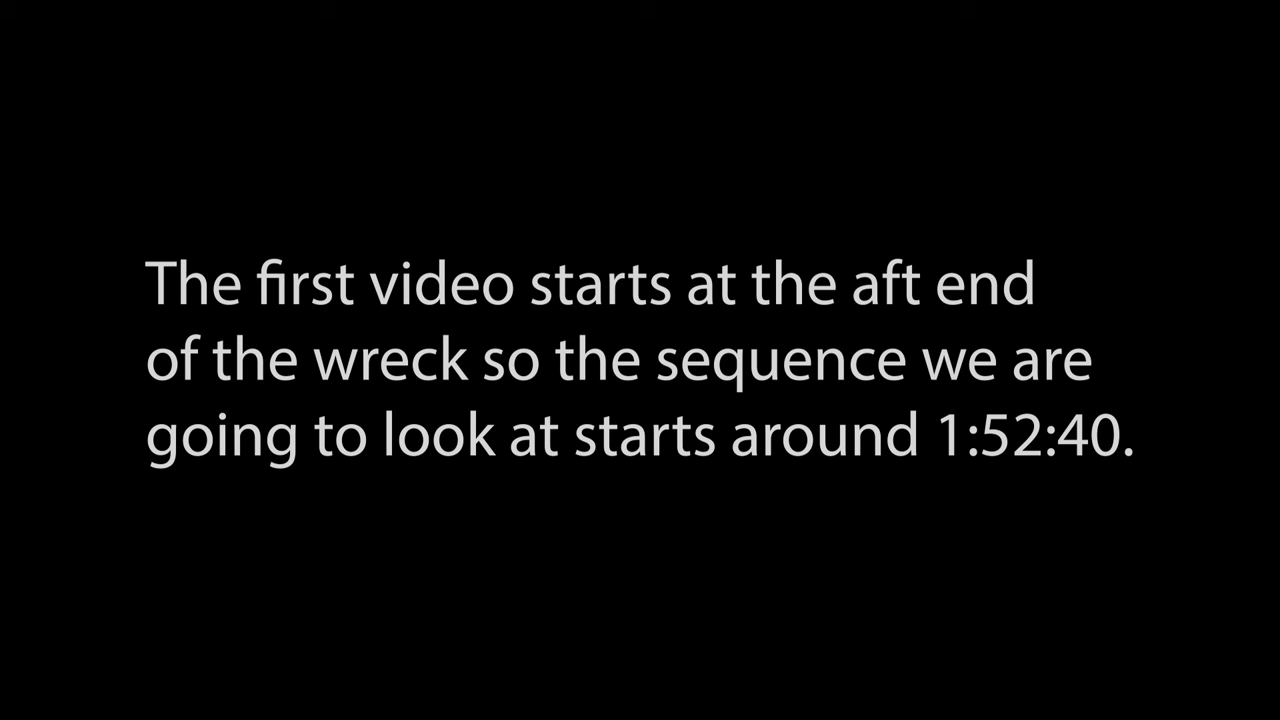 The first video starts at the aft end
of the wreck so the sequence we are
going to look at starts around 1:52:40.